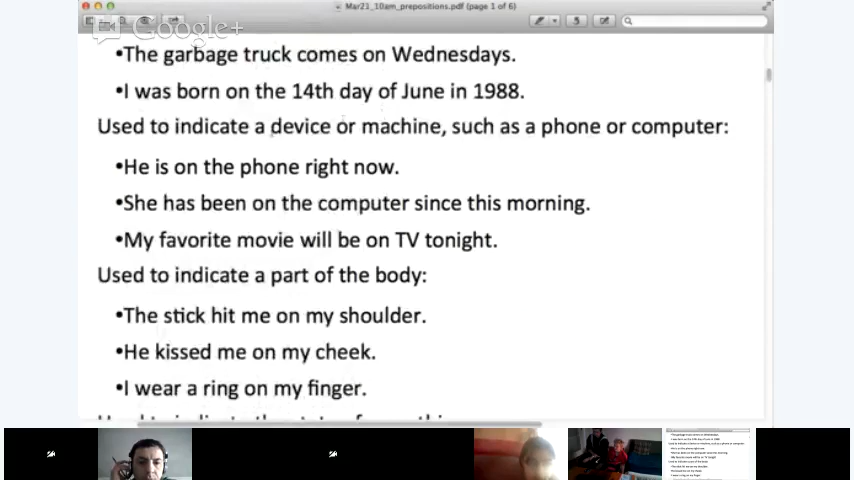 Mar21_10am_prepositions.pdf (page 1 of 6)
Google+
•The garbage truck comes on Wednesdays.
•I was born on the 14th day of June in 1988.
Used to indicate a device or machine, such as a phone or computer:
•He is on the phone right now.
•She has been on the computer since this morning.
•My favorite movie will be on TV tonight.
Used to indicate a part of the body:
•The stick hit me on my shoulder.
•He kissed me on my cheek.
•I wear a ring on my finger.